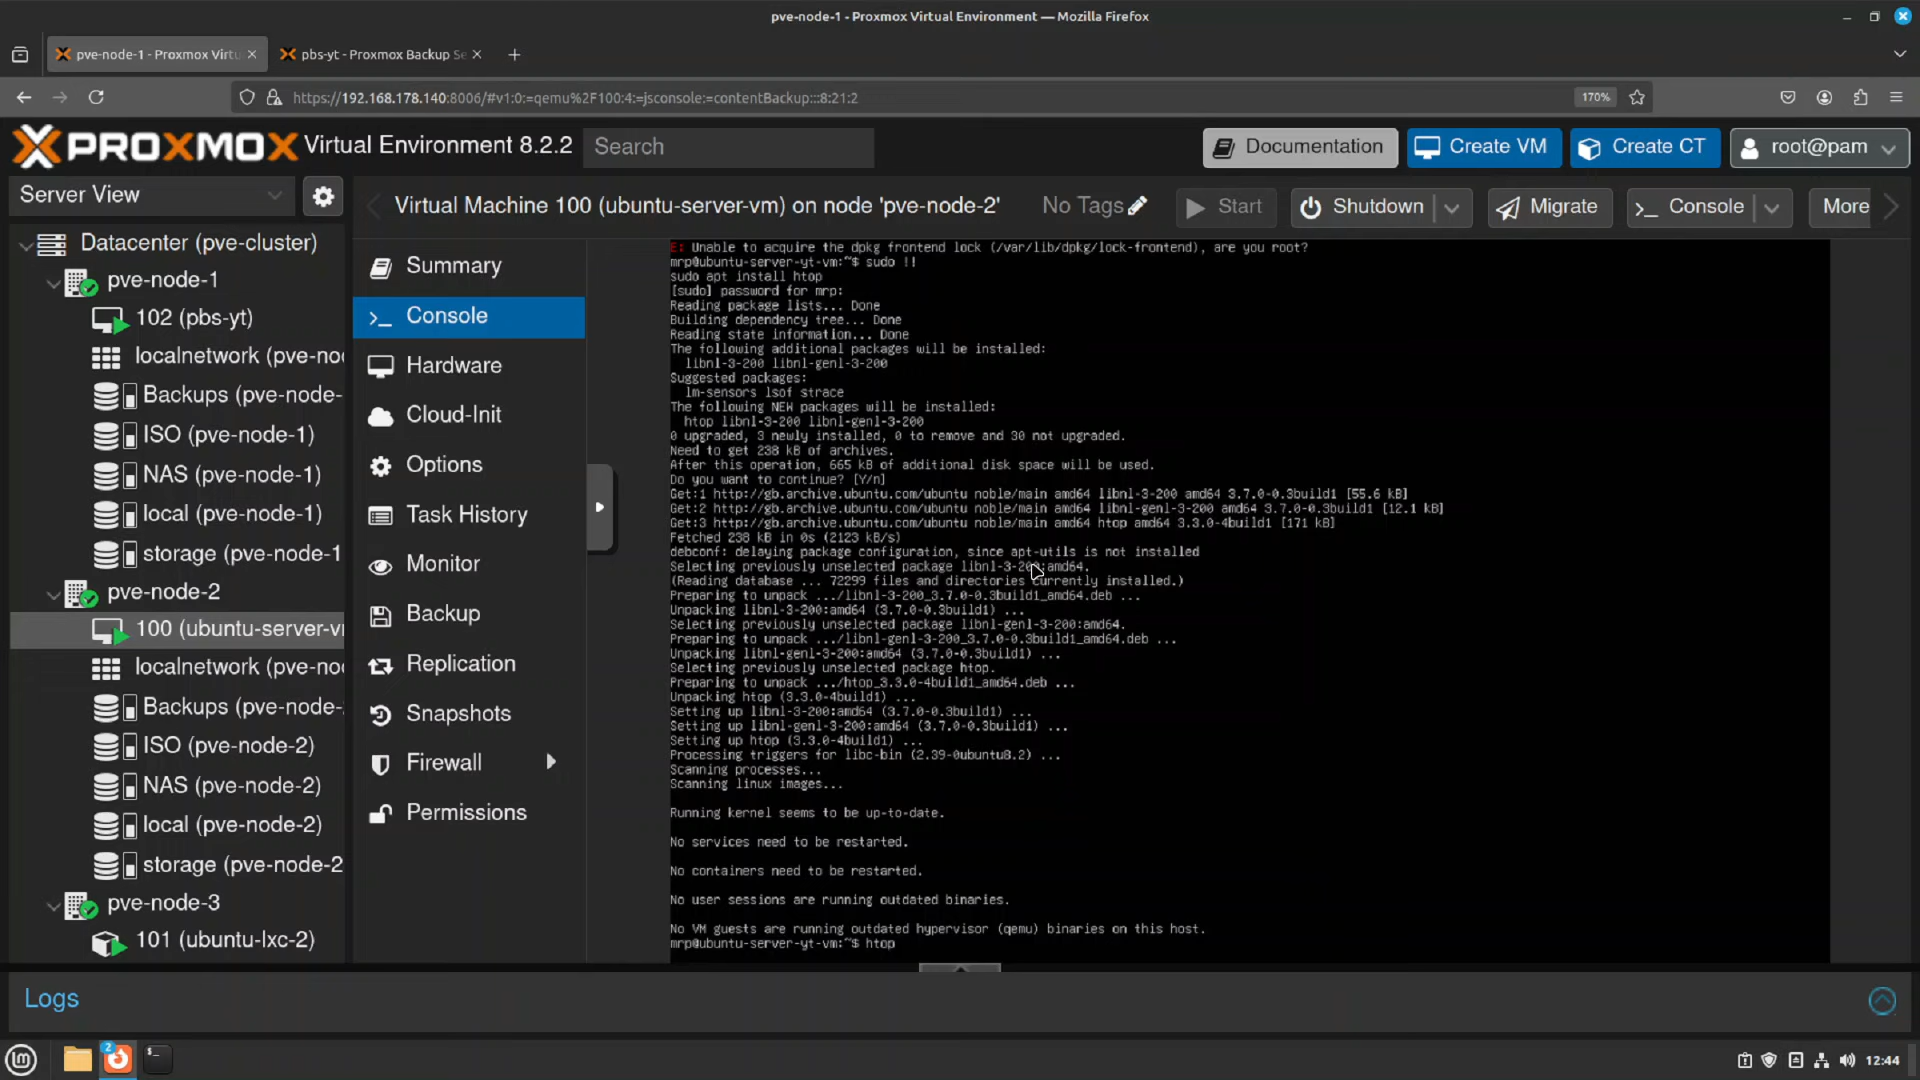 pve-node-1 - Proxmox Virtual Environment — Mozilla Firefox
pve-node-1 - Proxmox Virtu
pbs-yt - Proxmox Backup Se
https://192.168.178.140:8006/#v1:0:=qemu%2F100:4:=jsconsole:=contentBackup:::8:21:2
170%
PROXMOX Virtual Environment 8.2.2
Search
Documentation
Create VM
Create CT
root@pam
Server View
Virtual Machine 100 (ubuntu-server-vm) on node 'pve-node-2'
No Tags
Start
Shutdown
Migrate
Console
More
Datacenter (pve-cluster)
pve-node-1
102 (pbs-yt)
localnetwork (pve-no
Backups (pve-node-
ISO (pve-node-1)
NAS (pve-node-1)
local (pve-node-1)
storage (pve-node-1
pve-node-2
100 (ubuntu-server-v
localnetwork (pve-no
Backups (pve-node-
ISO (pve-node-2)
NAS (pve-node-2)
local (pve-node-2)
storage (pve-node-2
pve-node-3
101 (ubuntu-lxc-2)
Summary
Console
Hardware
Cloud-Init
Options
Task History
Monitor
Backup
Replication
Snapshots
Firewall
Permissions
E: Unable to acquire the dpkg frontend lock (/var/lib/dpkg/lock-frontend), are you root?
mrp@ubuntu-server-yt-vm:~$ sudo !!
sudo apt install htop
[sudo] password for mrp:
Reading package lists... Done
Building dependency tree... Done
Reading state information... Done
The following additional packages will be installed:
libnl-3-200 libnl-genl-3-200
Suggested packages:
lm-sensors lsof strace
The following NEW packages will be installed:
htop libnl-3-200 libnl-genl-3-200
0 upgraded, 3 newly installed, 0 to remove and 30 not upgraded.
Need to get 238 kB of archives.
After this operation, 665 kB of additional disk space will be used.
Do you want to continue? [Y/n]
Get:1 http://gb.archive.ubuntu.com/ubuntu noble/main amd64 libnl-3-200 amd64 3.7.0-0.3build1 [55.6 kB]
Get:2 http://gb.archive.ubuntu.com/ubuntu noble/main amd64 libnl-genl-3-200 amd64 3.7.0-0.3build1 [12.1 kB]
Get:3 http://gb.archive.ubuntu.com/ubuntu noble/main amd64 htop amd64 3.3.0-4build1 [171 kB]
Fetched 238 kB in 0s (2123 kB/s)
debconf: delaying package configuration, since apt-utils is not installed
Selecting previously unselected package libnl-3-200:amd64.
(Reading database ... 72299 files and directories currently installed.)
Preparing to unpack .../libnl-3-200_3.7.0-0.3build1_amd64.deb ...
Unpacking libnl-3-200:amd64 (3.7.0-0.3build1) ...
Selecting previously unselected package libnl-genl-3-200:amd64.
Preparing to unpack .../libnl-genl-3-200_3.7.0-0.3build1_amd64.deb ...
Unpacking libnl-genl-3-200:amd64 (3.7.0-0.3build1) ...
Selecting previously unselected package htop.
Preparing to unpack .../htop_3.3.0-4build1_amd64.deb ...
Unpacking htop (3.3.0-4build1) ...
Setting up libnl-3-200:amd64 (3.7.0-0.3build1) ...
Setting up libnl-genl-3-200:amd64 (3.7.0-0.3build1) ...
Setting up htop (3.3.0-4build1) ...
Processing triggers for libc-bin (2.39-0ubuntu8.2) ...
Scanning processes...
Scanning linux images...
Running kernel seems to be up-to-date.
No services need to be restarted.
No containers need to be restarted.
No user sessions are running outdated binaries.
No VM guests are running outdated hypervisor (qemu) binaries on this host.
mrp@ubuntu-server-yt-vm:~$ htop
Logs
2
12:44